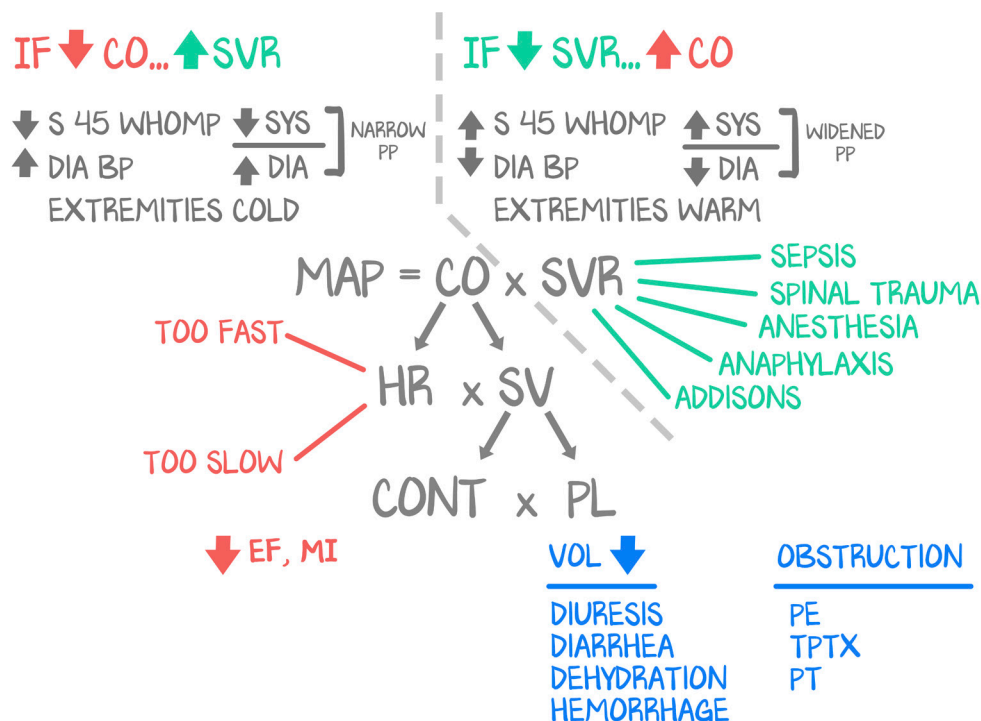 IF ⬇ CO... ⬆ SVR
⬇ S 45 WHOMP ⬇ SYS
⬆ DIA BP ⬆ DIA
NARROW
PP
EXTREMITIES COLD
IF ⬇ SVR... ⬆ CO
⬆ S 45 WHOMP ⬆ SYS
⬇ DIA BP ⬇ DIA
WIDENED
PP
EXTREMITIES WARM
MAP = CO x SVR
SEPSIS
SPINAL TRAUMA
ANESTHESIA
ANAPHYLAXIS
ADDISONS
TOO FAST
HR x SV
TOO SLOW
CONT x PL
⬇ EF, MI
VOL ⬇
DIURESIS
DIARRHEA
DEHYDRATION
HEMORRHAGE
OBSTRUCTION
PE
TPTX
PT